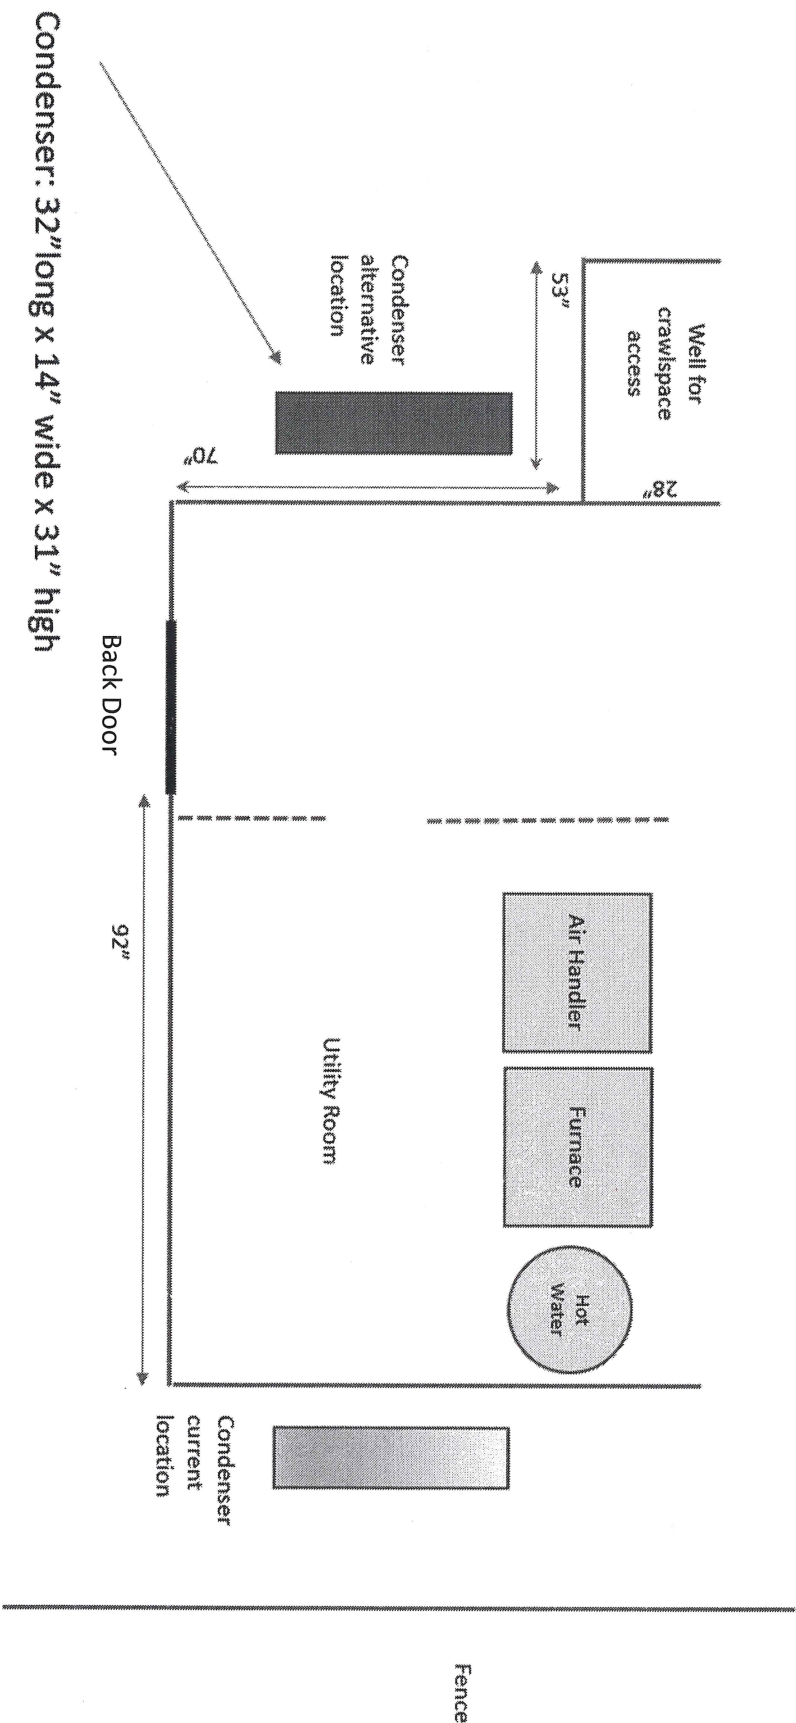 Well for
crawlspace
access
28"
53"
Condenser
alternative
location
70"
Condenser: 32"long x 14" wide x 31" high
Back Door
92"
Air Handler
Furnace
Hot
Water
Utility Room
Condenser
current
location
Fence